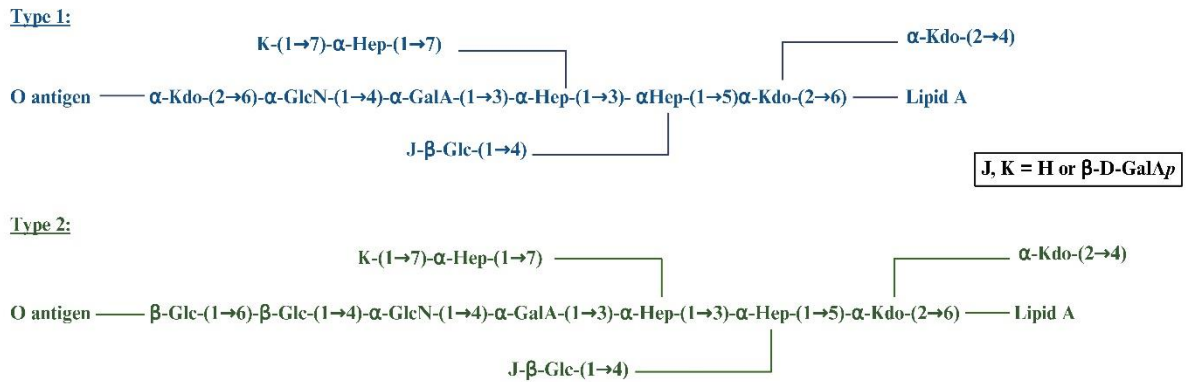 Type 1:
K-(1→7)-α-Hep-(1→7)
α-Kdo-(2→4)
O antigen α-Kdo-(2→6)-α-GlcN-(1→4)-α-GalA-(1→3)-α-Hep-(1→3)- αHep-(1→5)α-Kdo-(2→6) Lipid A
J-β-Glc-(1→4)
J, K = H or β-D-GalAp
Type 2:
K-(1→7)-α-Hep-(1→7)
α-Kdo-(2→4)
O antigen β-Glc-(1→6)-β-Glc-(1→4)-α-GlcN-(1→4)-α-GalA-(1→3)-α-Hep-(1→3)-α-Hep-(1→5)-α-Kdo-(2→6) Lipid A
J-β-Glc-(1→4)